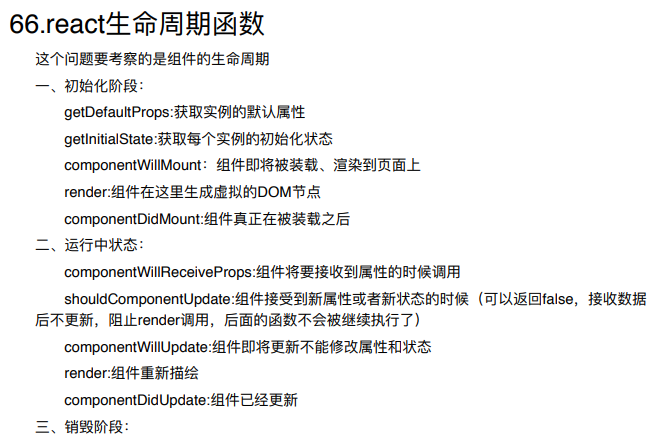 66.react生命周期函数
这个问题要考察的是组件的生命周期
一、初始化阶段：
getDefaultProps:获取实例的默认属性
getInitialState:获取每个实例的初始化状态
componentWillMount：组件即将被装载、渲染到页面上
render:组件在这里生成虚拟的DOM节点
componentDidMount:组件真正在被装载之后
二、运行中状态：
componentWillReceiveProps:组件将要接收到属性的时候调用
shouldComponentUpdate:组件接受到新属性或者新状态的时候（可以返回false，接收数据
后不更新，阻止render调用，后面的函数不会被继续执行了）
componentWillUpdate:组件即将更新不能修改属性和状态
render:组件重新描绘
componentDidUpdate:组件已经更新
三、销毁阶段：